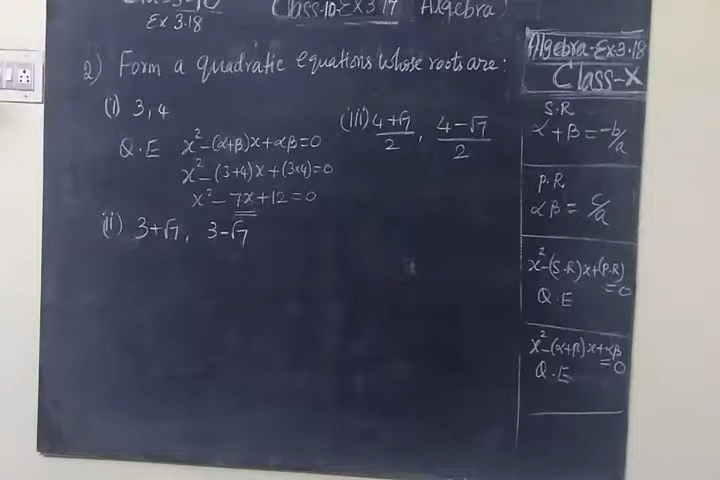 Class-10-EX 3.17 Algebra
Ex 3.18
2) Form a quadratic equations whose roots are:
(i) 3, 4
Q.E x²-(α+β)x+αβ=0
x²-(3+4)x+(3×4)=0
x²-7x+12=0
(ii) 3+√7, 3-√7
(iii) 4+√7/2, 4-√7/2
Algebra-Ex 3.18
Class-X
S.R
α+β=-b/a
P.R
αβ=c/a
x²-(S.R)x+(P.R)
=0
Q.E
x²-(α+β)x+αβ
=0
Q.E